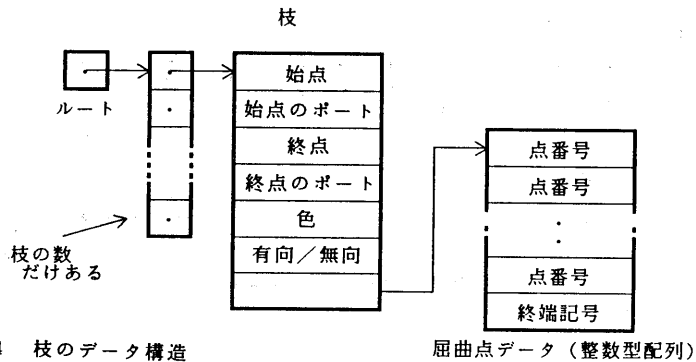 枝
ルート
始点
始点のポート
終点
終点のポート
色
有向／無向
枝の数
だけある
点番号
点番号
点番号
終端記号
枝のデータ構造
屈曲点データ（整数型配列）